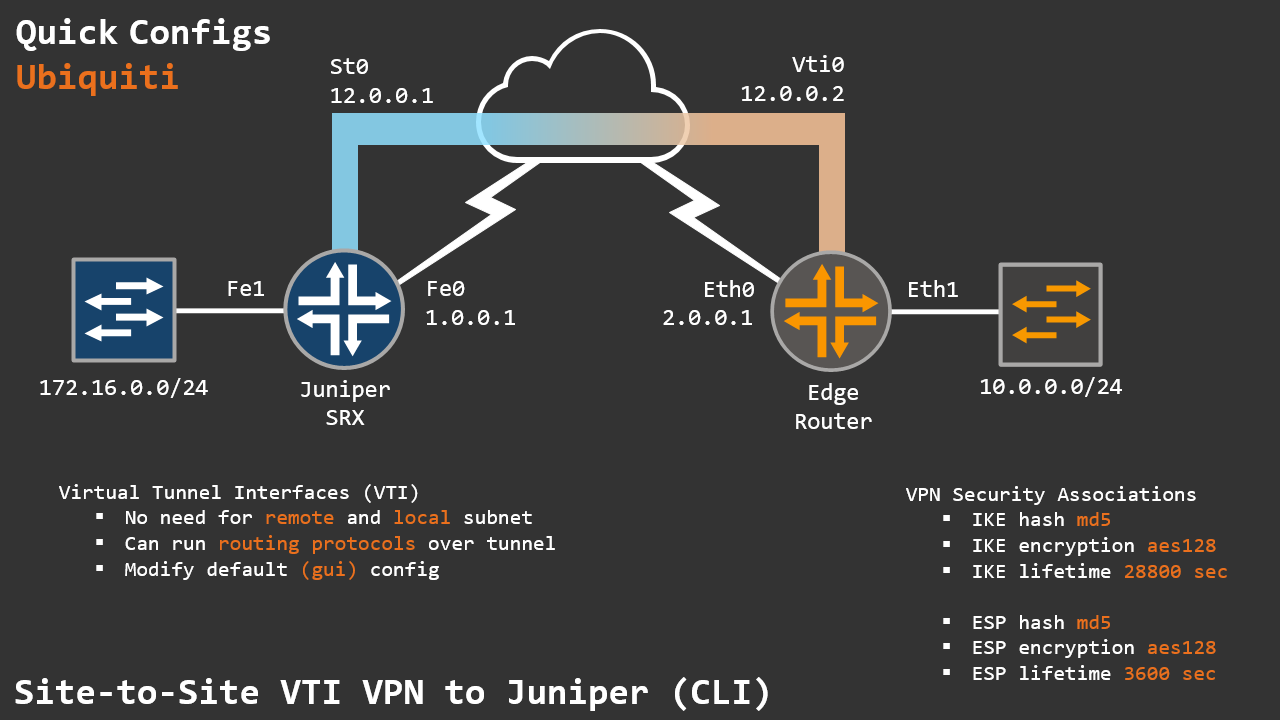 Quick Configs
Ubiquiti
St0
12.0.0.1
Vti0
12.0.0.2
Fe1
Fe0
1.0.0.1
Eth0
2.0.0.1
Eth1
172.16.0.0/24
Juniper
SRX
Edge
Router
10.0.0.0/24
Virtual Tunnel Interfaces (VTI)
▪ No need for remote and local subnet
▪ Can run routing protocols over tunnel
▪ Modify default (gui) config
VPN Security Associations
▪ IKE hash md5
▪ IKE encryption aes128
▪ IKE lifetime 28800 sec
▪ ESP hash md5
▪ ESP encryption aes128
▪ ESP lifetime 3600 sec
Site-to-Site VTI VPN to Juniper (CLI)